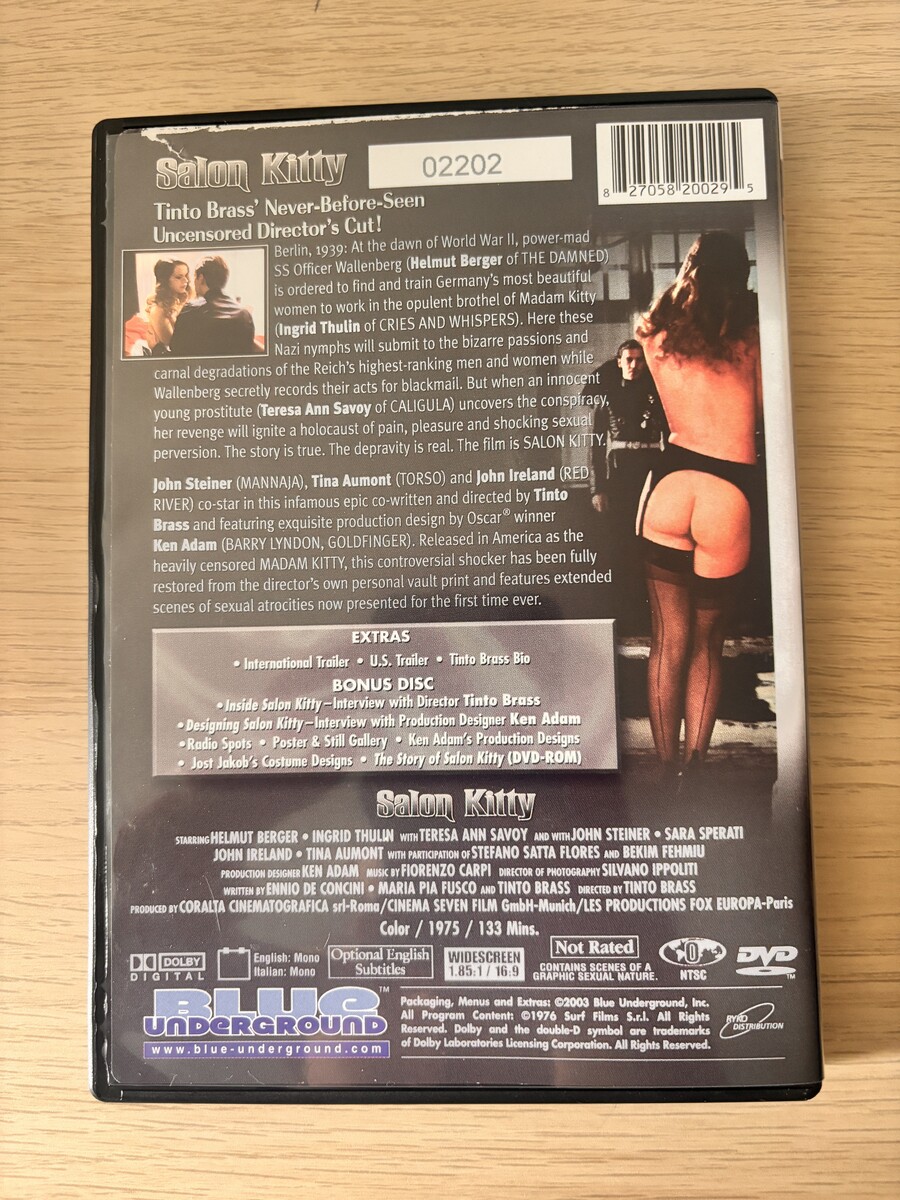 Salon Kitty
02202
8 27058 20029 5
Tinto Brass' Never-Before-Seen
Uncensored Director's Cut!
Berlin, 1939: At the dawn of World War II, power-mad
SS Officer Wallenberg (Helmut Berger of THE DAMNED)
is ordered to find and train Germany's most beautiful
women to work in the opulent brothel of Madam Kitty
(Ingrid Thulin of CRIES AND WHISPERS). Here these
Nazi nymphs will submit to the bizarre passions and
carnal degradations of the Reich's highest-ranking men and women while
Wallenberg secretly records their acts for blackmail. But when an innocent
young prostitute (Teresa Ann Savoy of CALIGULA) uncovers the conspiracy,
her revenge will ignite a holocaust of pain, pleasure and shocking sexual
perversion. The story is true. The depravity is real. The film is SALON KITTY.
John Steiner (MANNAJA), Tina Aumont (TORSO) and John Ireland (RED
RIVER) co-star in this infamous epic co-written and directed by Tinto
Brass and featuring exquisite production design by Oscar® winner
Ken Adam (BARRY LYNDON, GOLDFINGER). Released in America as the
heavily censored MADAM KITTY, this controversial shocker has been fully
restored from the director's own personal vault print and features extended
scenes of sexual atrocities now presented for the first time ever.
EXTRAS
• International Trailer • U.S. Trailer • Tinto Brass Bio
BONUS DISC
• Inside Salon Kitty—Interview with Director Tinto Brass
• Designing Salon Kitty—Interview with Production Designer Ken Adam
• Radio Spots • Poster & Still Gallery • Ken Adam's Production Designs
• Jost Jakob's Costume Designs • The Story of Salon Kitty (DVD-ROM)
Salon Kitty
STARRING HELMUT BERGER • INGRID THULIN WITH TERESA ANN SAVOY AND WITH JOHN STEINER • SARA SPERATI
JOHN IRELAND • TINA AUMONT WITH PARTICIPATION OF STEFANO SATTA FLORES AND BEKIM FEHMIU
PRODUCTION DESIGNER KEN ADAM MUSIC BY FIORENZO CARPI DIRECTOR OF PHOTOGRAPHY SILVANO IPPOLITI
WRITTEN BY ENNIO DE CONCINI • MARIA PIA FUSCO AND TINTO BRASS DIRECTED BY TINTO BRASS
PRODUCED BY CORALTA CINEMATOGRAFICA srl-Roma/CINEMA SEVEN FILM GmbH-Munich/LES PRODUCTIONS FOX EUROPA-Paris
Color / 1975 / 133 Mins.
DOLBY
DIGITAL
English: Mono
Italian: Mono
Optional English
Subtitles
WIDESCREEN
1.85:1 / 16:9
Not Rated
CONTAINS SCENES OF A
GRAPHIC SEXUAL NATURE.
0
NTSC
DVD™
BLUE™
UNDERGROUND
www.blue-underground.com
Packaging, Menus and Extras: ©2003 Blue Underground, Inc.
All Program Content: ©1976 Surf Films S.r.l. All Rights
Reserved. Dolby and the double-D symbol are trademarks
of Dolby Laboratories Licensing Corporation. All Rights Reserved.
RYKO
DISTRIBUTION